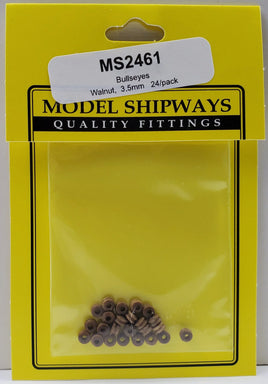 MS2461
Bullseyes
Walnut, 3.5mm 24/pack
MODEL SHIPWAYS
QUALITY FITTINGS